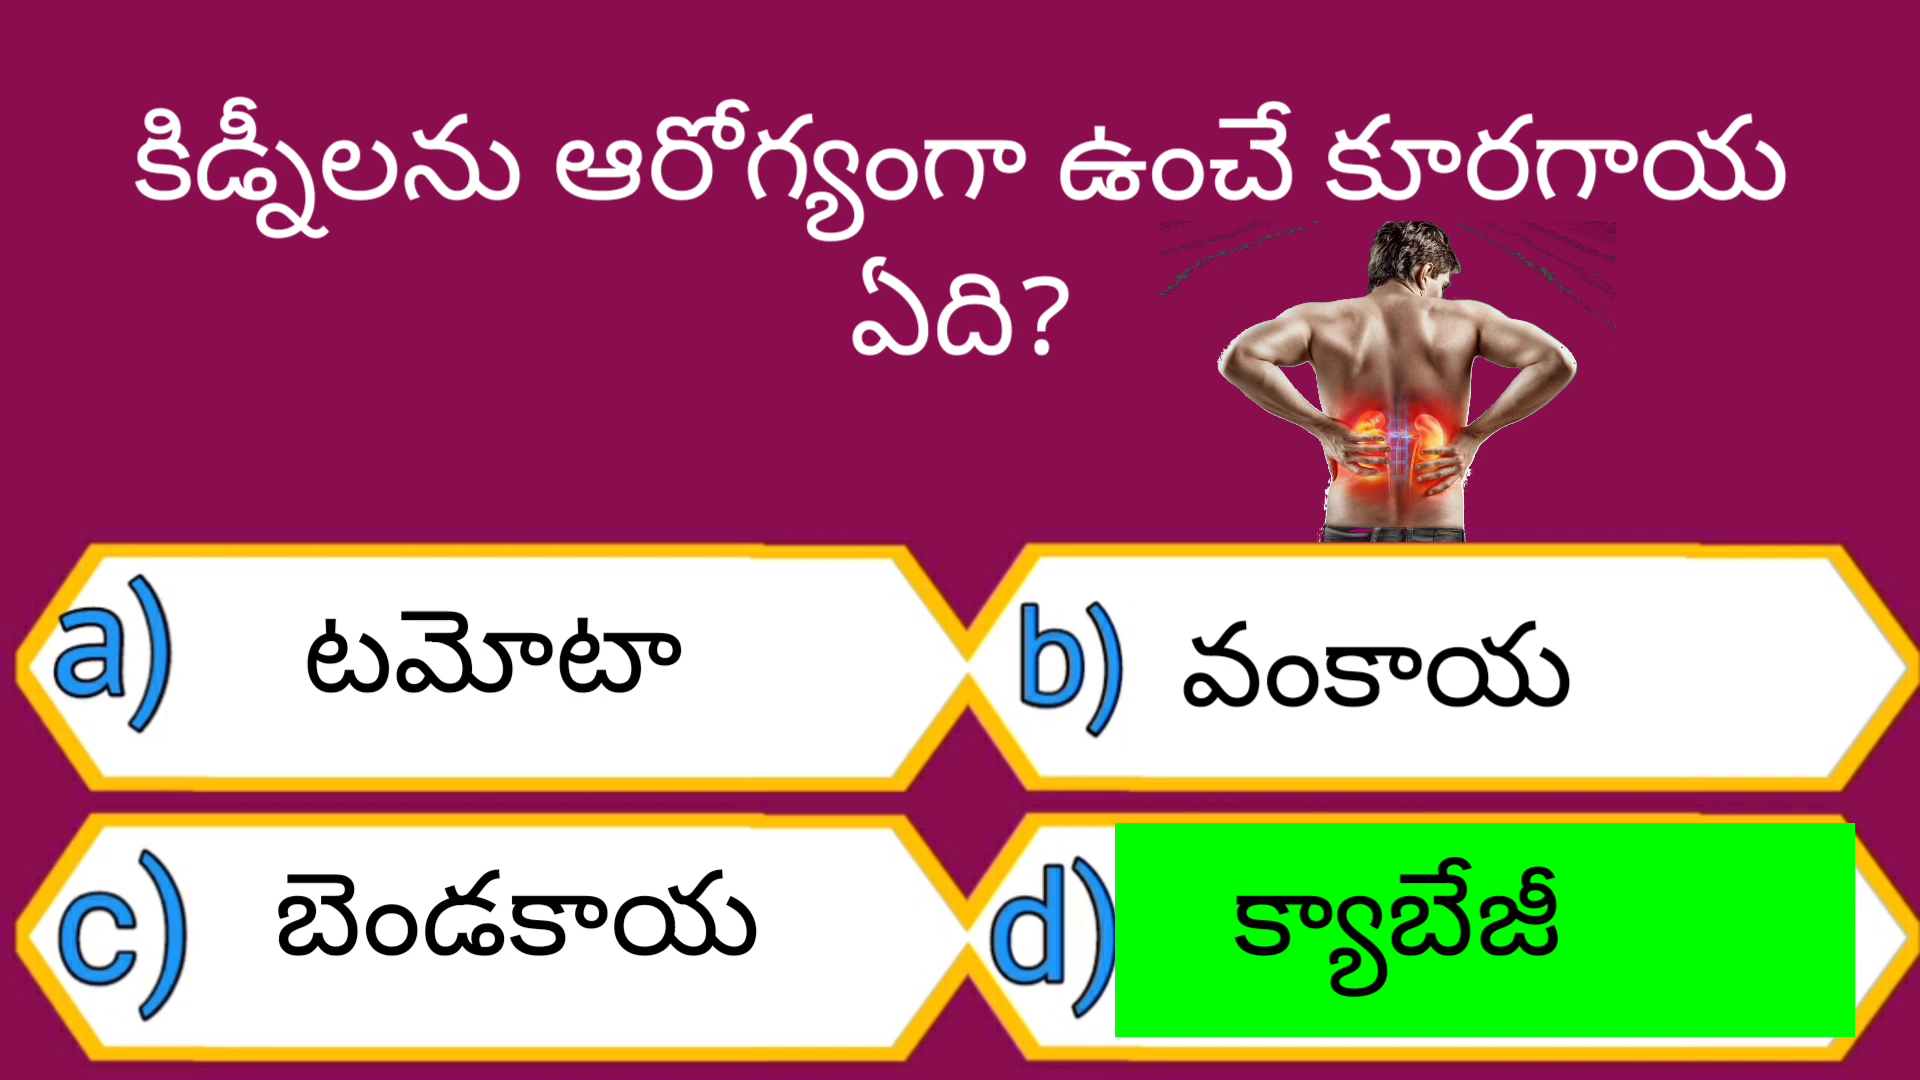 కిడ్నీలను ఆరోగ్యంగా ఉంచే కూరగాయ
ఏది?
a) టమోటా
b) వంకాయ
c) బెండకాయ
d) క్యాబేజీ